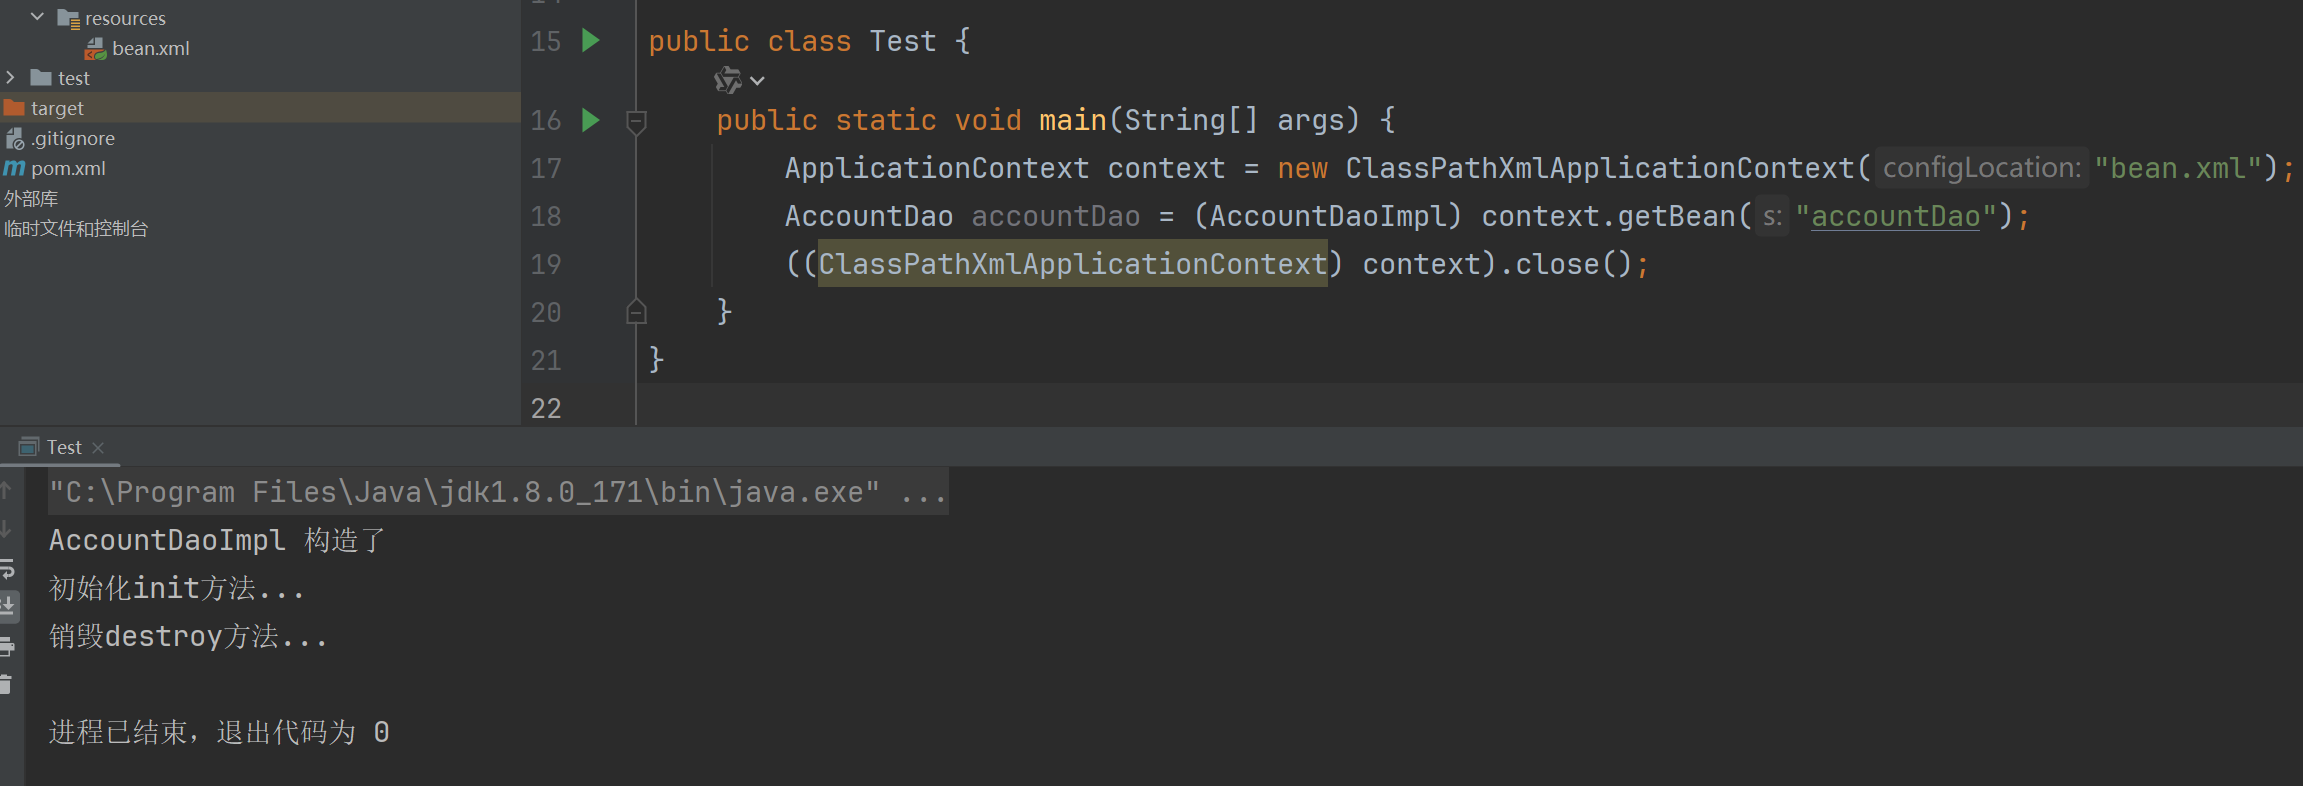 resources
bean.xml
test
target
.gitignore
pom.xml
外部库
临时文件和控制台
15 public class Test {
16 public static void main(String[] args) {
17 ApplicationContext context = new ClassPathXmlApplicationContext( configLocation: "bean.xml");
18 AccountDao accountDao = (AccountDaoImpl) context.getBean( s: "accountDao");
19 ((ClassPathXmlApplicationContext) context).close();
20 }
21 }
22
Test
"C:\Program Files\Java\jdk1.8.0_171\bin\java.exe" ...
AccountDaoImpl 构造了
初始化init方法...
销毁destroy方法...
进程已结束，退出代码为 0